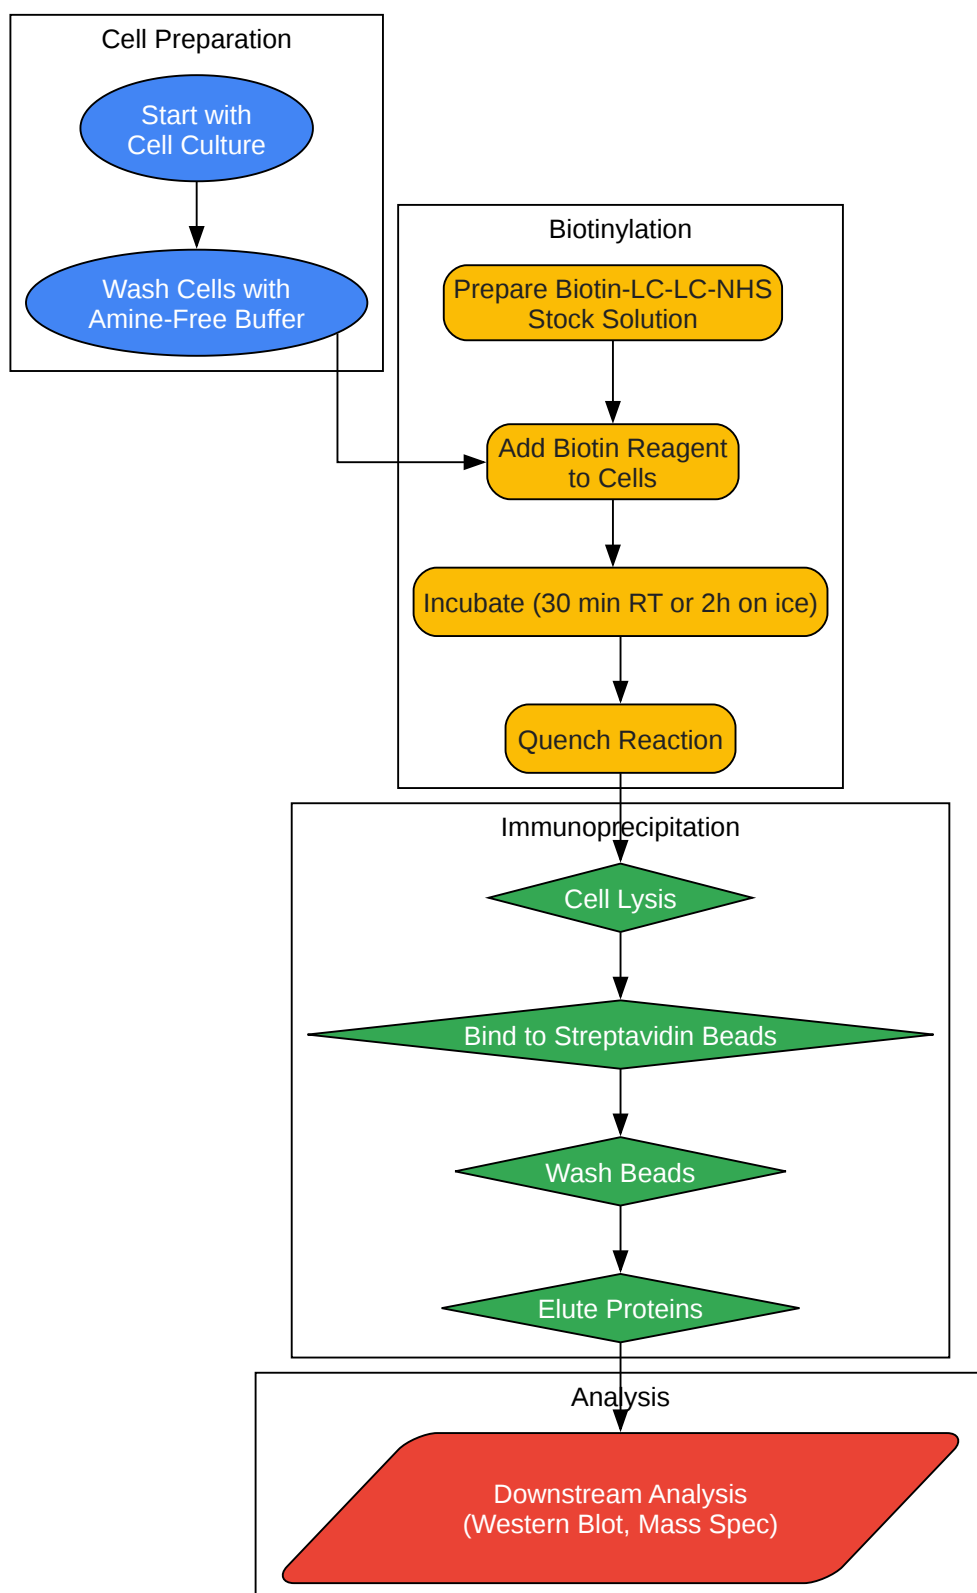 Cell Preparation
Start with
Cell Culture
Wash Cells with
Amine-Free Buffer
Biotinylation
Prepare Biotin-LC-LC-NHS
Stock Solution
Add Biotin Reagent
to Cells
Incubate (30 min RT or 2h on ice)
Quench Reaction
Immunoprecipitation
Cell Lysis
Bind to Streptavidin Beads
Wash Beads
Elute Proteins
Analysis
Downstream Analysis
(Western Blot, Mass Spec)